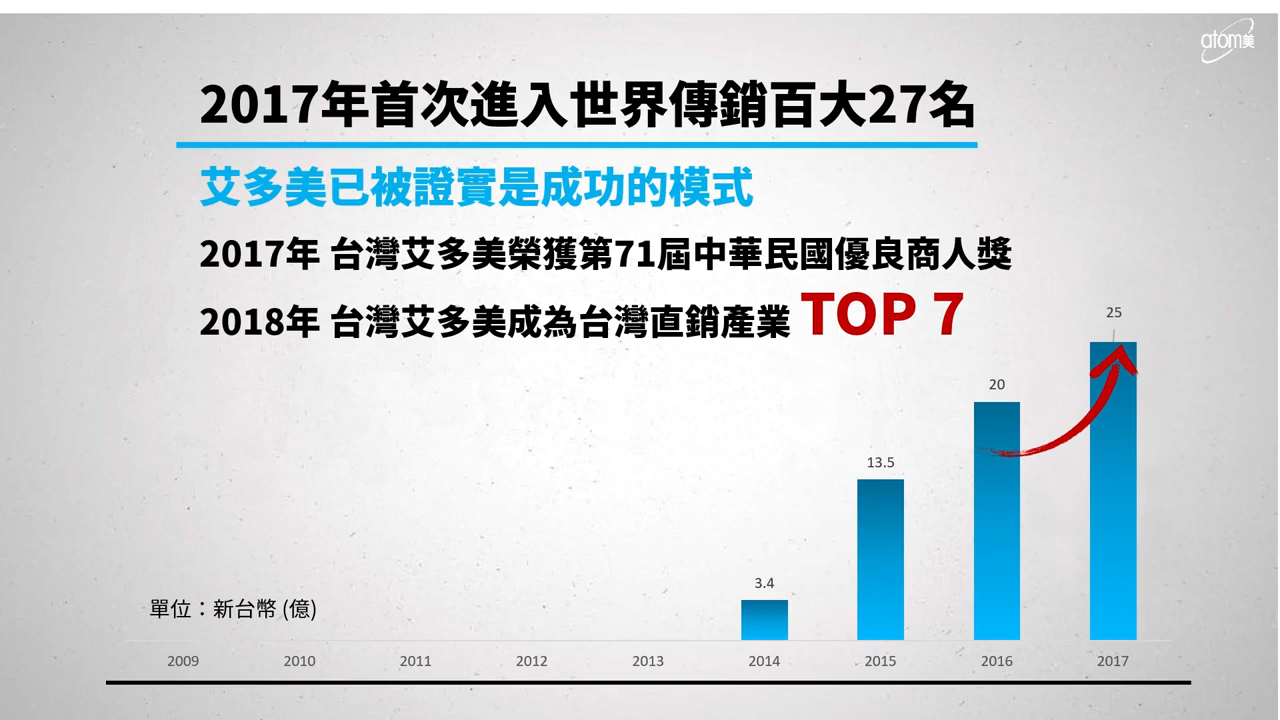 atom美
2017年首次進入世界傳銷百大27名
艾多美已被證實是成功的模式
2017年 台灣艾多美榮獲第71屆中華民國優良商人獎
2018年 台灣艾多美成為台灣直銷產業 TOP 7
25
20
13.5
3.4
單位：新台幣 (億)
2009 2010 2011 2012 2013 2014 2015 2016 2017